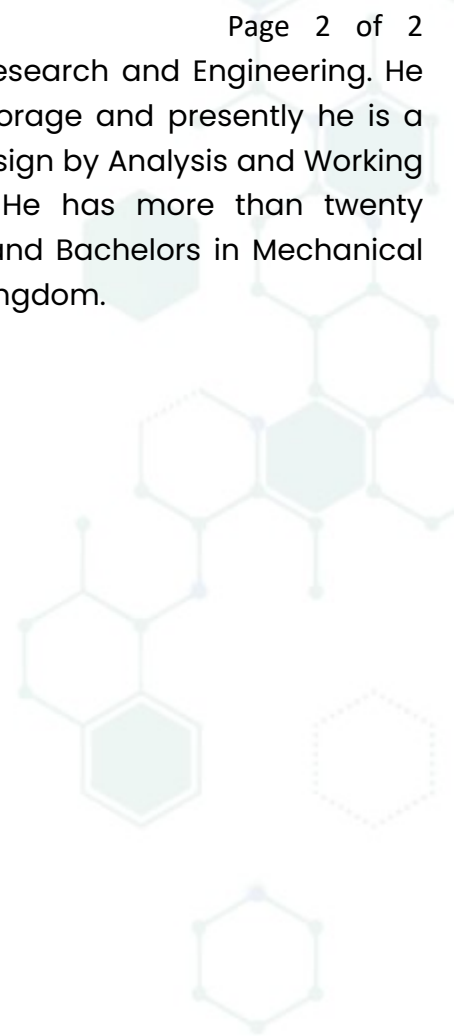 Page 2 of 2
esearch and Engineering. He
orage and presently he is a
sign by Analysis and Working
He has more than twenty
and Bachelors in Mechanical
ngdom.